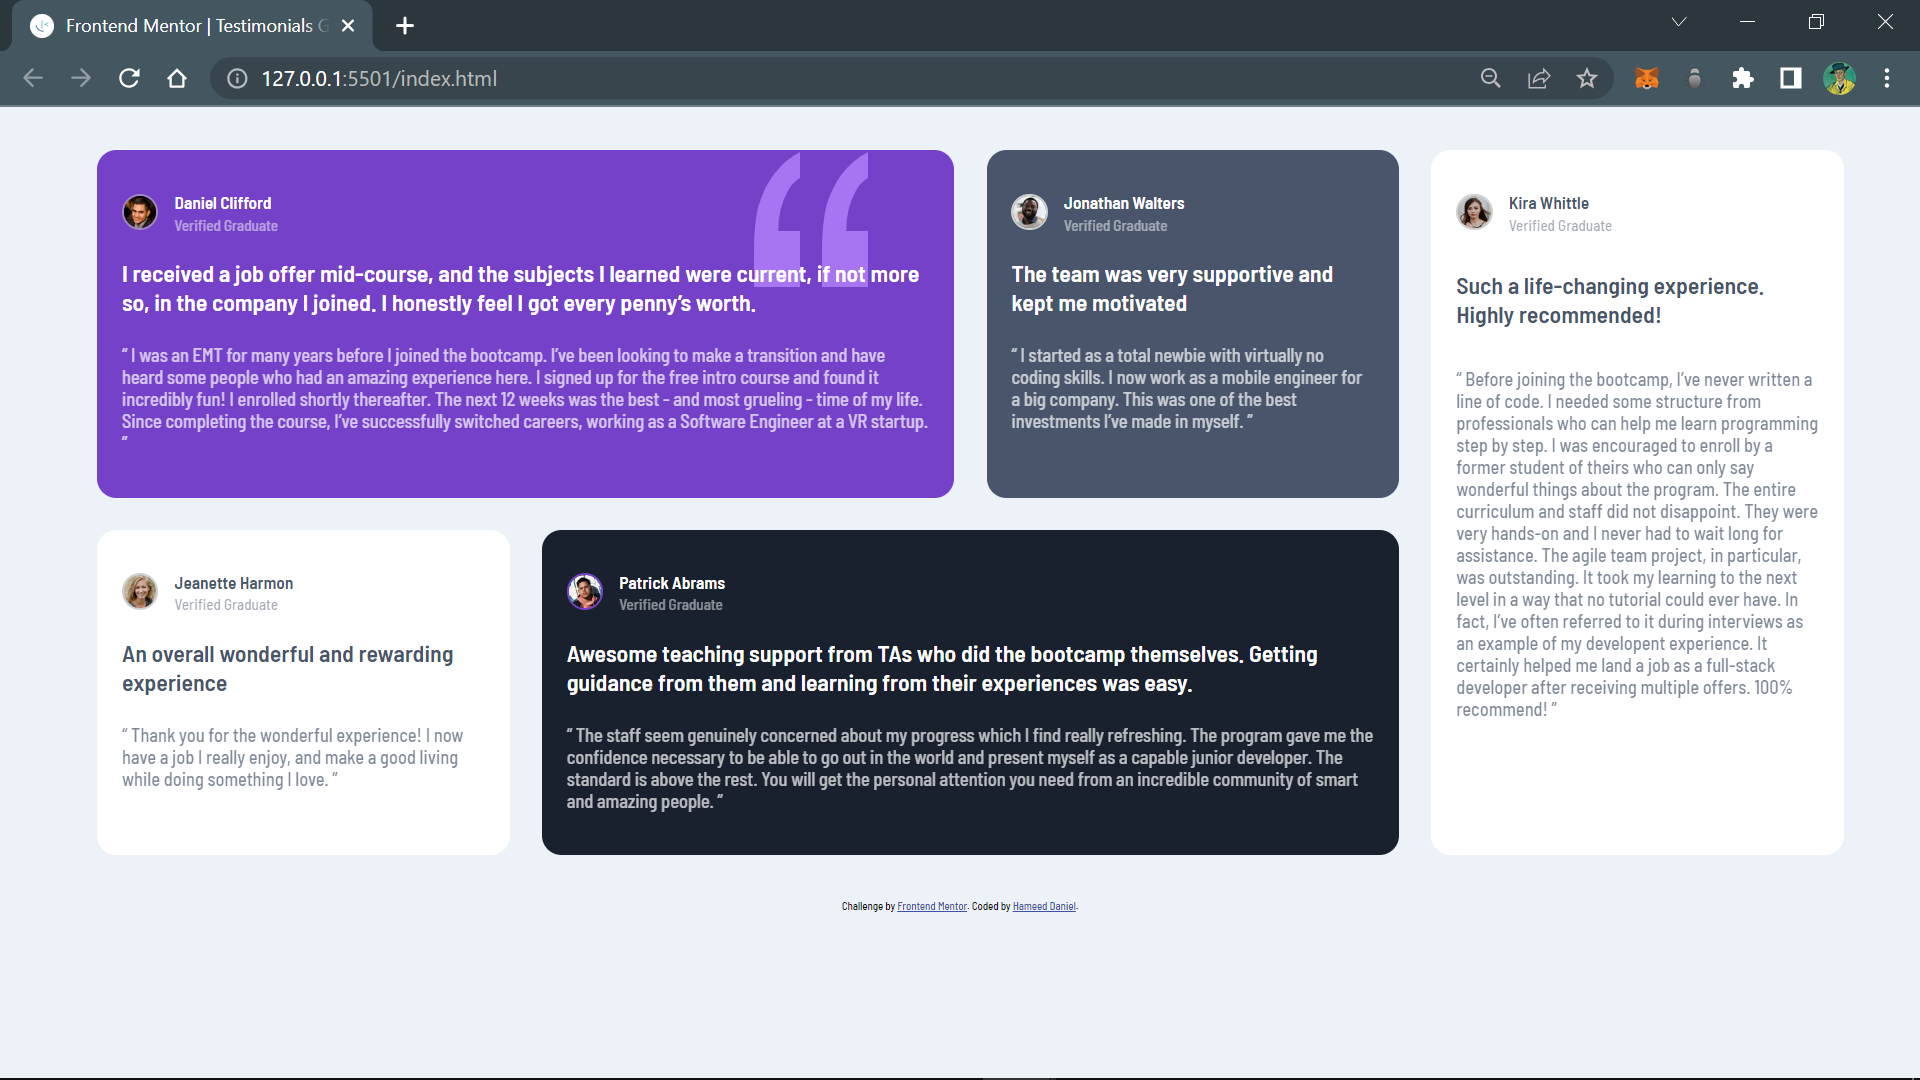 Frontend Mentor | Testimonials G
127.0.0.1:5501/index.html
Daniel Clifford
Verified Graduate
I received a job offer mid-course, and the subjects I learned were current, if not more
so, in the company I joined. I honestly feel I got every penny’s worth.
“ I was an EMT for many years before I joined the bootcamp. I’ve been looking to make a transition and have
heard some people who had an amazing experience here. I signed up for the free intro course and found it
incredibly fun! I enrolled shortly thereafter. The next 12 weeks was the best - and most grueling - time of my life.
Since completing the course, I’ve successfully switched careers, working as a Software Engineer at a VR startup.
”
Jonathan Walters
Verified Graduate
The team was very supportive and
kept me motivated
“ I started as a total newbie with virtually no
coding skills. I now work as a mobile engineer for
a big company. This was one of the best
investments I’ve made in myself. ”
Kira Whittle
Verified Graduate
Such a life-changing experience.
Highly recommended!
“ Before joining the bootcamp, I’ve never written a
line of code. I needed some structure from
professionals who can help me learn programming
step by step. I was encouraged to enroll by a
former student of theirs who can only say
wonderful things about the program. The entire
curriculum and staff did not disappoint. They were
very hands-on and I never had to wait long for
assistance. The agile team project, in particular,
was outstanding. It took my learning to the next
level in a way that no tutorial could ever have. In
fact, I’ve often referred to it during interviews as
an example of my developent experience. It
certainly helped me land a job as a full-stack
developer after receiving multiple offers. 100%
recommend! ”
Jeanette Harmon
Verified Graduate
An overall wonderful and rewarding
experience
“ Thank you for the wonderful experience! I now
have a job I really enjoy, and make a good living
while doing something I love. ”
Patrick Abrams
Verified Graduate
Awesome teaching support from TAs who did the bootcamp themselves. Getting
guidance from them and learning from their experiences was easy.
“ The staff seem genuinely concerned about my progress which I find really refreshing. The program gave me the
confidence necessary to be able to go out in the world and present myself as a capable junior developer. The
standard is above the rest. You will get the personal attention you need from an incredible community of smart
and amazing people. ”
Challenge by Frontend Mentor. Coded by Hameed Daniel.